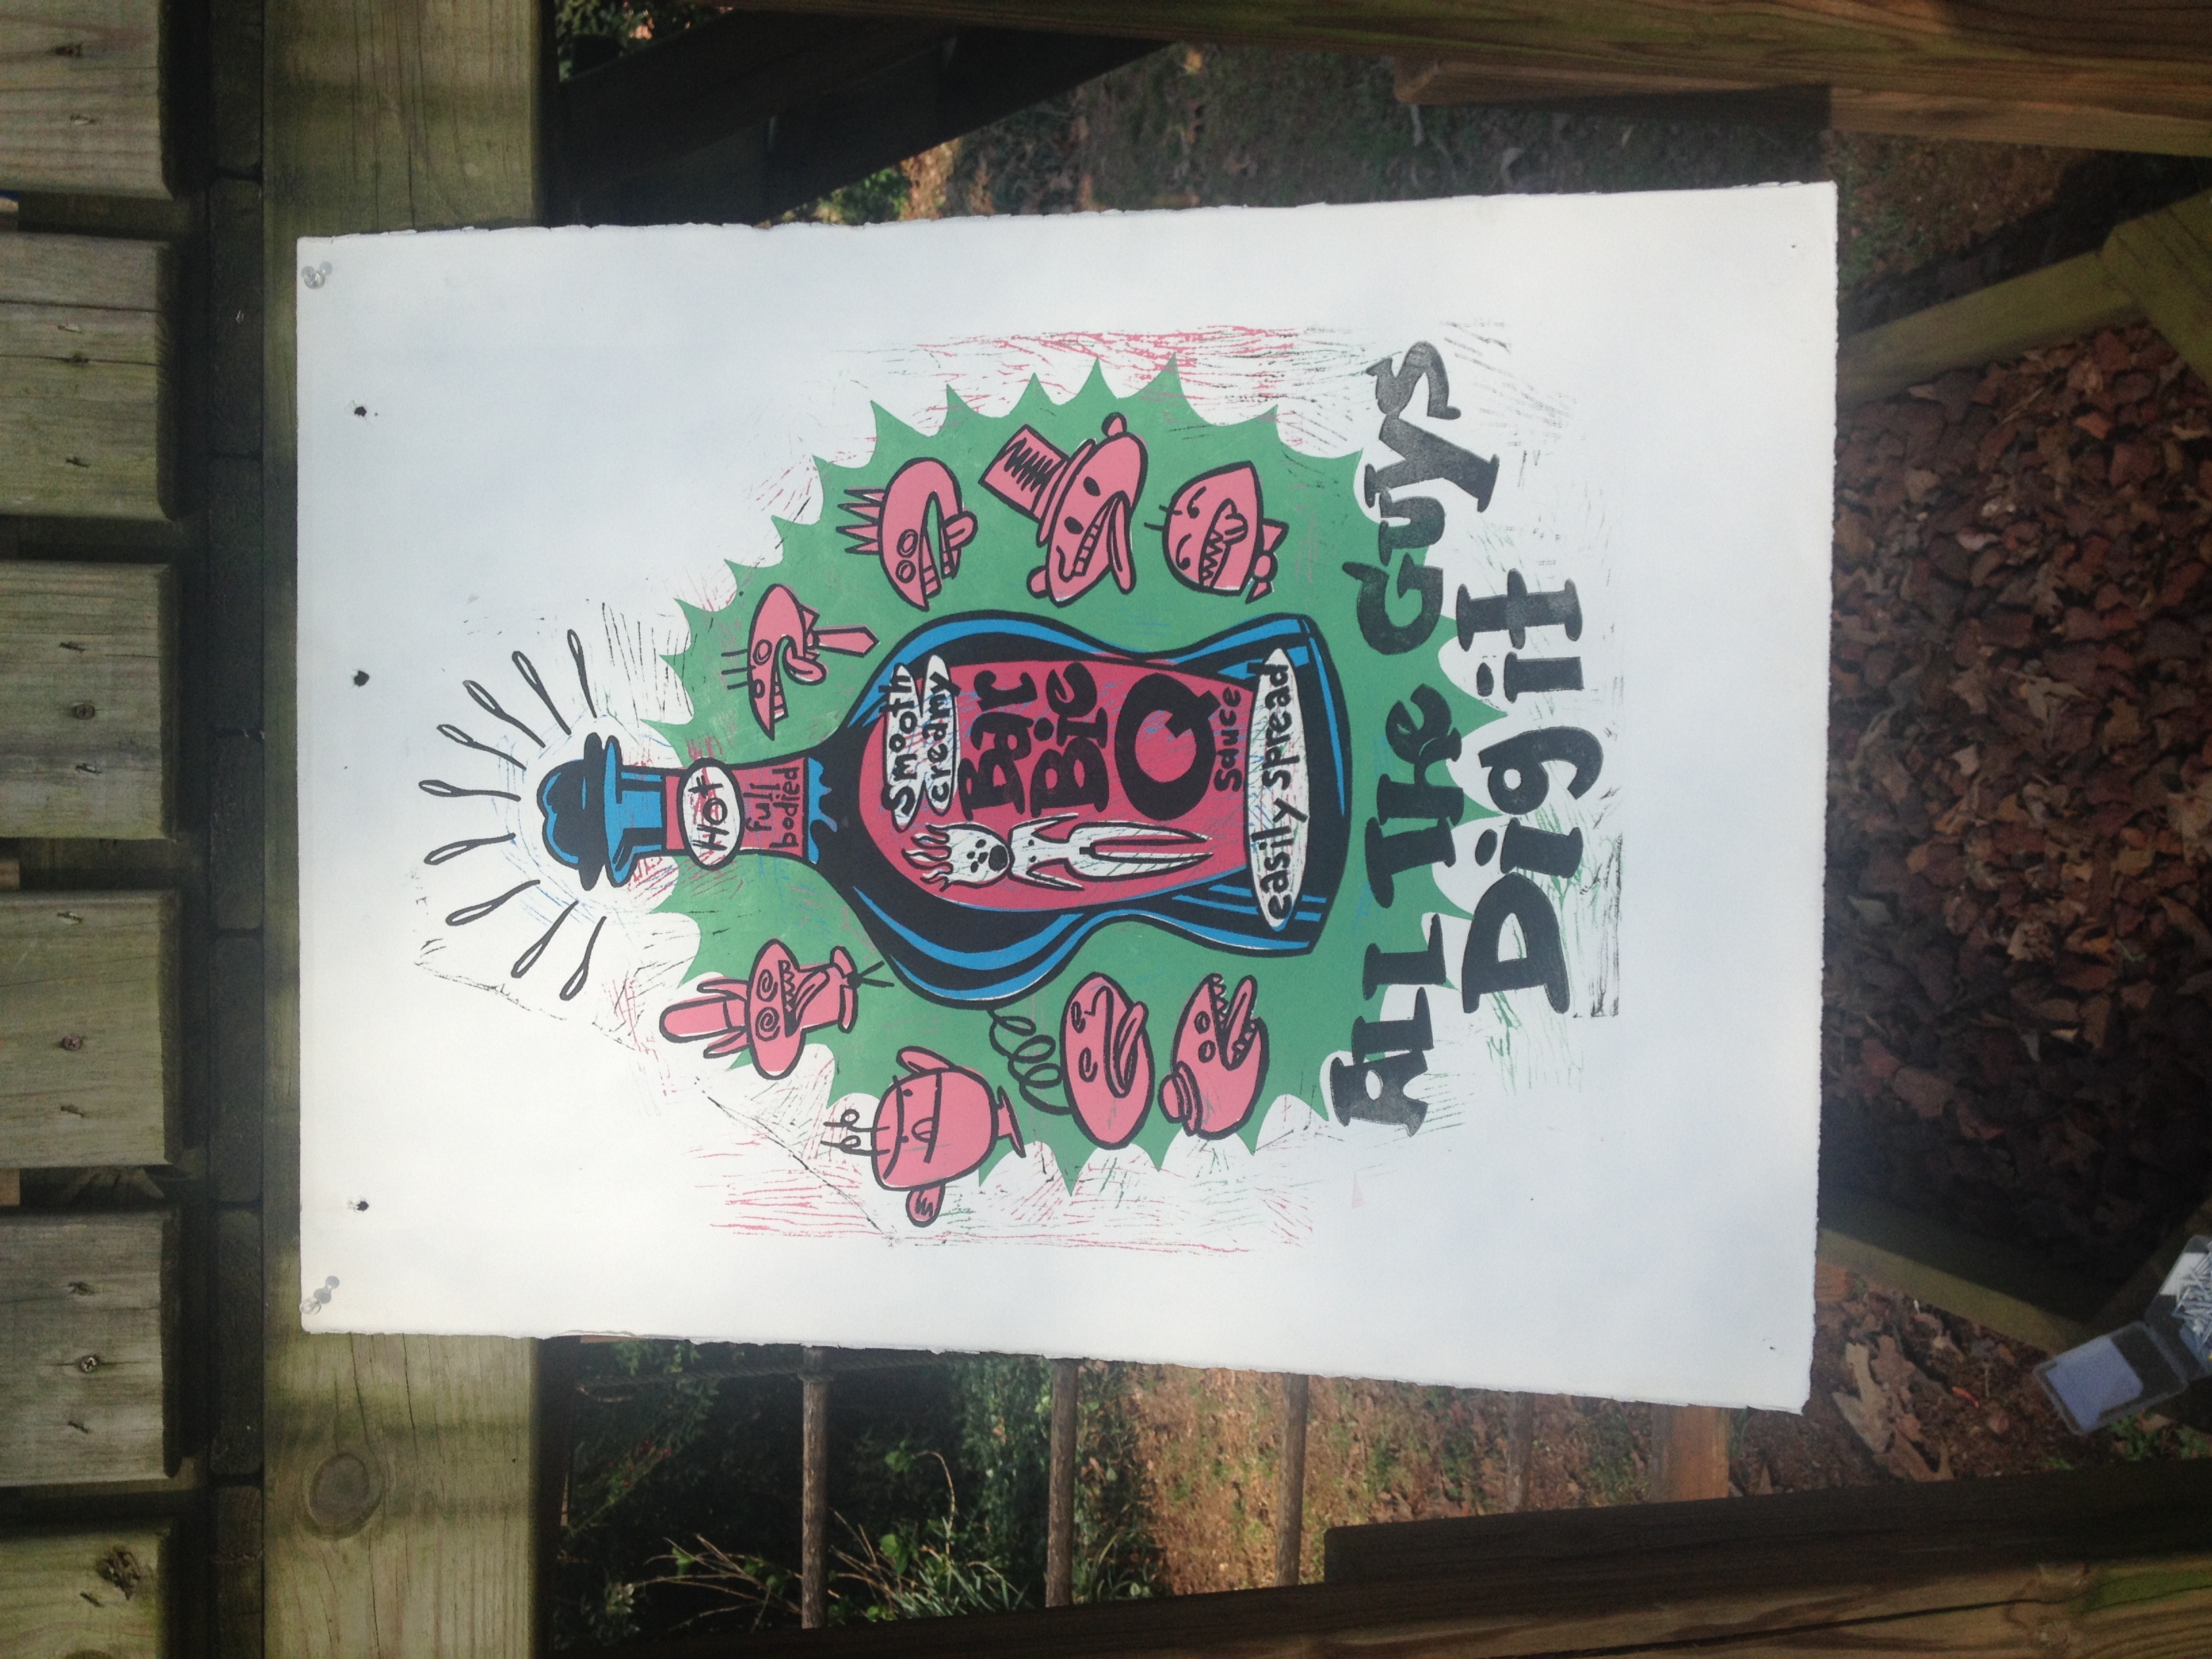 Hot
full
bodied
Smooth
creamy
Bar
Bie
Q
Sauce
easily spread
All The Guys
Dig it